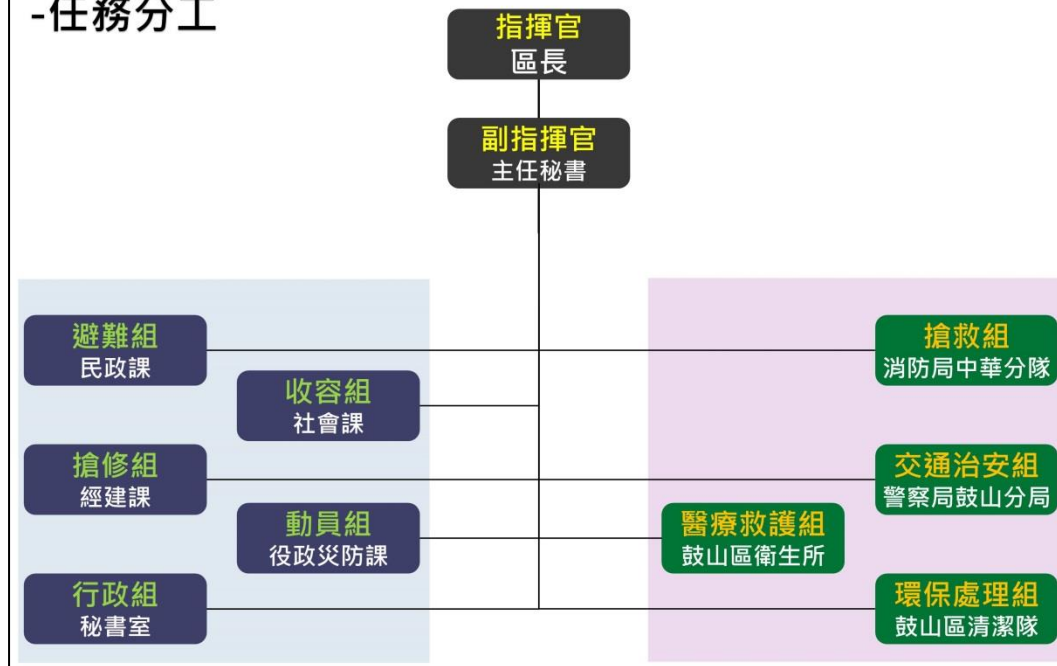 -任務分工
指揮官
區長
副指揮官
主任秘書
避難組
民政課
搶救組
消防局中華分隊
收容組
社會課
搶修組
經建課
交通治安組
警察局鼓山分局
動員組
役政災防課
醫療救護組
鼓山區衛生所
行政組
秘書室
環保處理組
鼓山區清潔隊